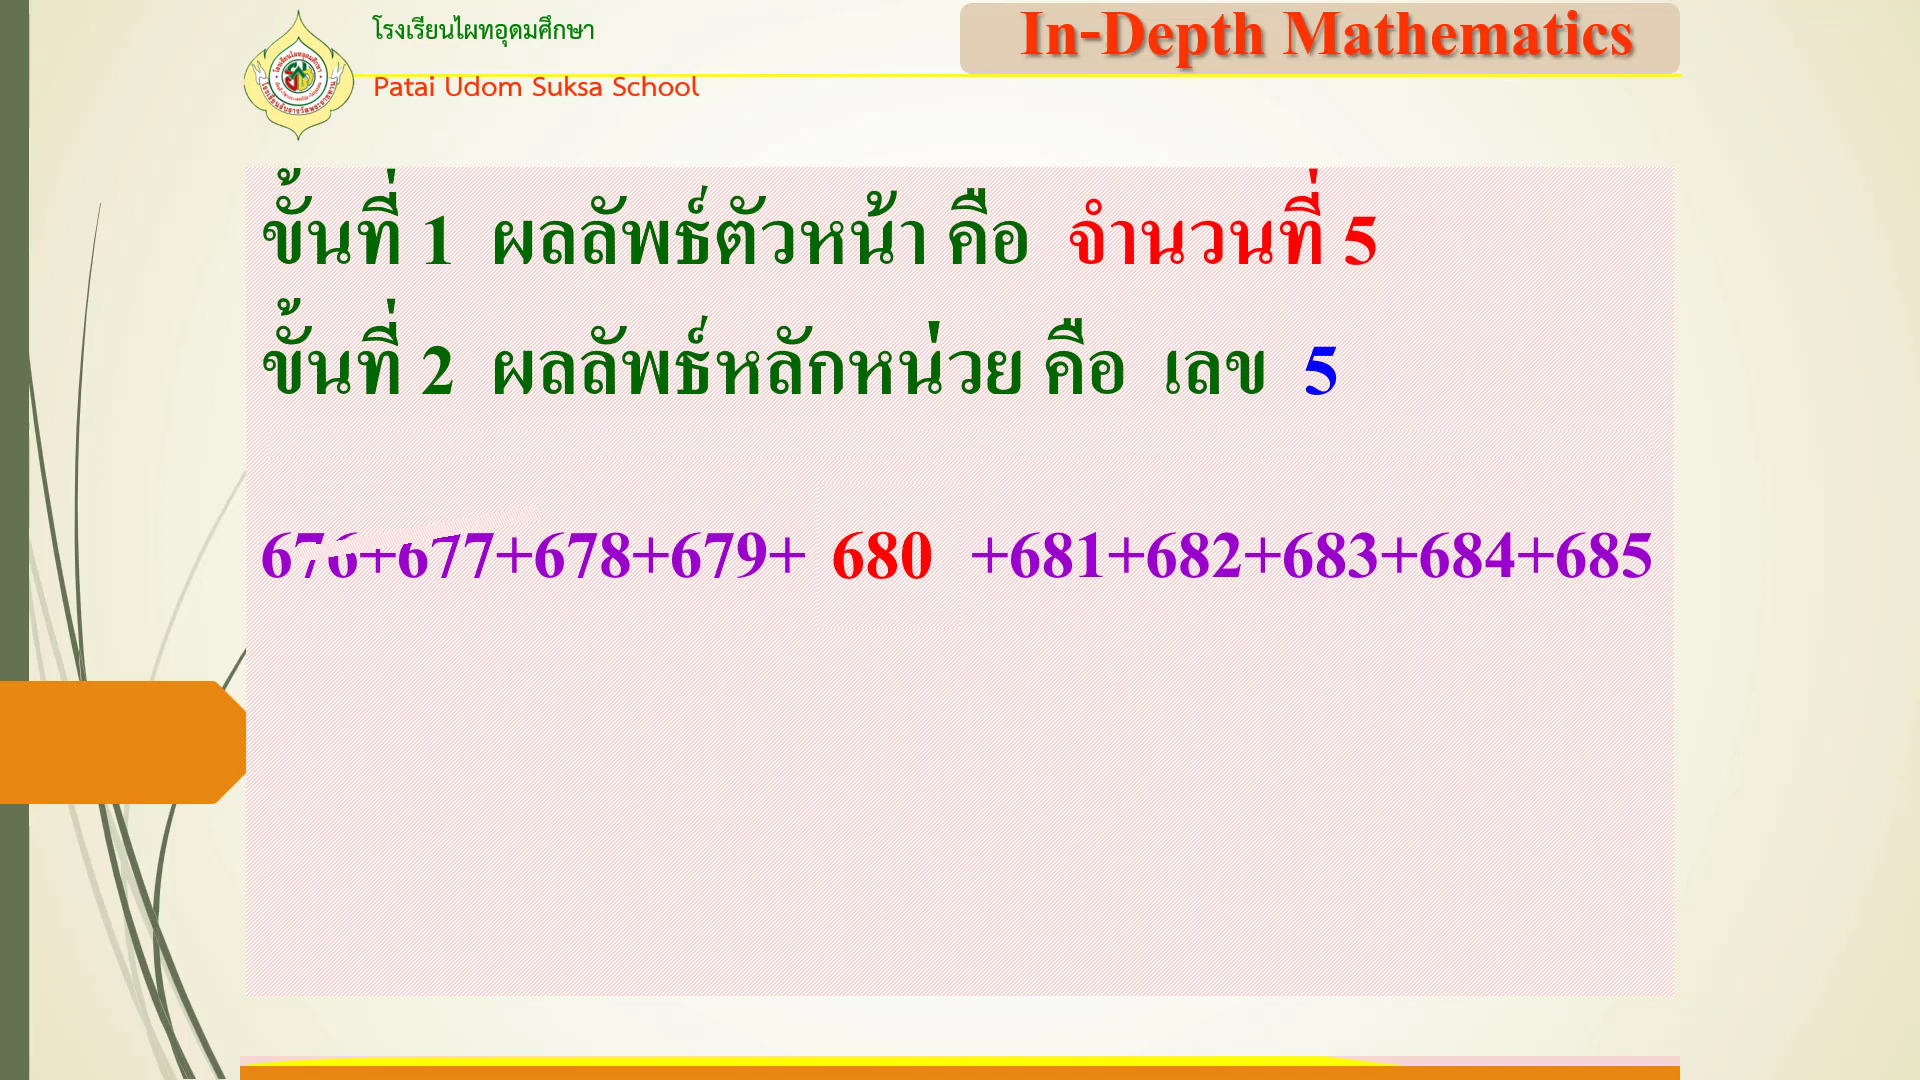 โรงเรียนไผทอุดมศึกษา
Patai Udom Suksa School
In-Depth Mathematics
ขั้นที่ 1 ผลลัพธ์ตัวหน้า คือ จำนวนที่ 5
ขั้นที่ 2 ผลลัพธ์หลักหน่วย คือ เลข 5
676+677+678+679+ 680 +681+682+683+684+685